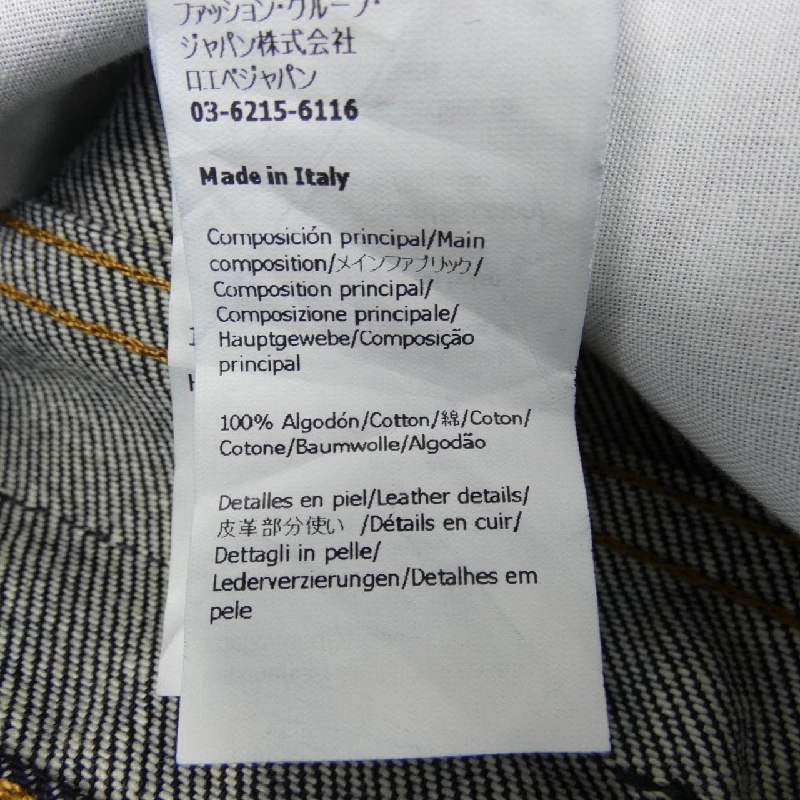 ファッション・グループ・
ジャパン株式会社
ロエベジャパン
03-6215-6116
Made in Italy
Composición principal/Main
composition/メインファブリック/
Composition principal/
Composizione principale/
Hauptgewebe/Composição
principal
100% Algodón/Cotton/綿/Coton/
Cotone/Baumwolle/Algodão
Detalles en piel/Leather details/
皮革部分使い /Détails en cuir/
Dettagli in pelle/
Lederverzierungen/Detalhes em
pele